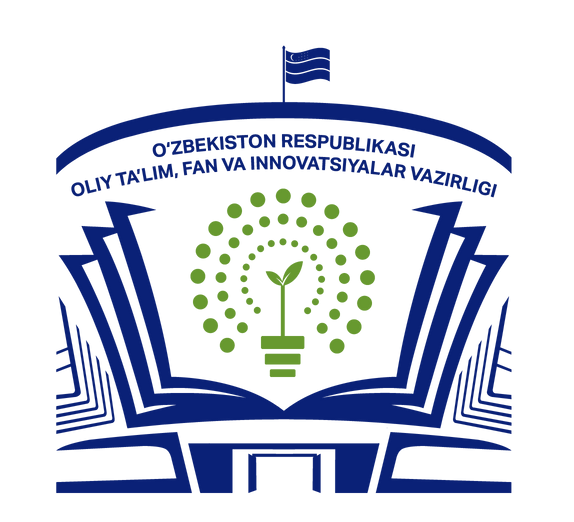 O‘ZBEKISTON RESPUBLIKASI
OLIY TA’LIM, FAN VA INNOVATSIYALAR VAZIRLIGI